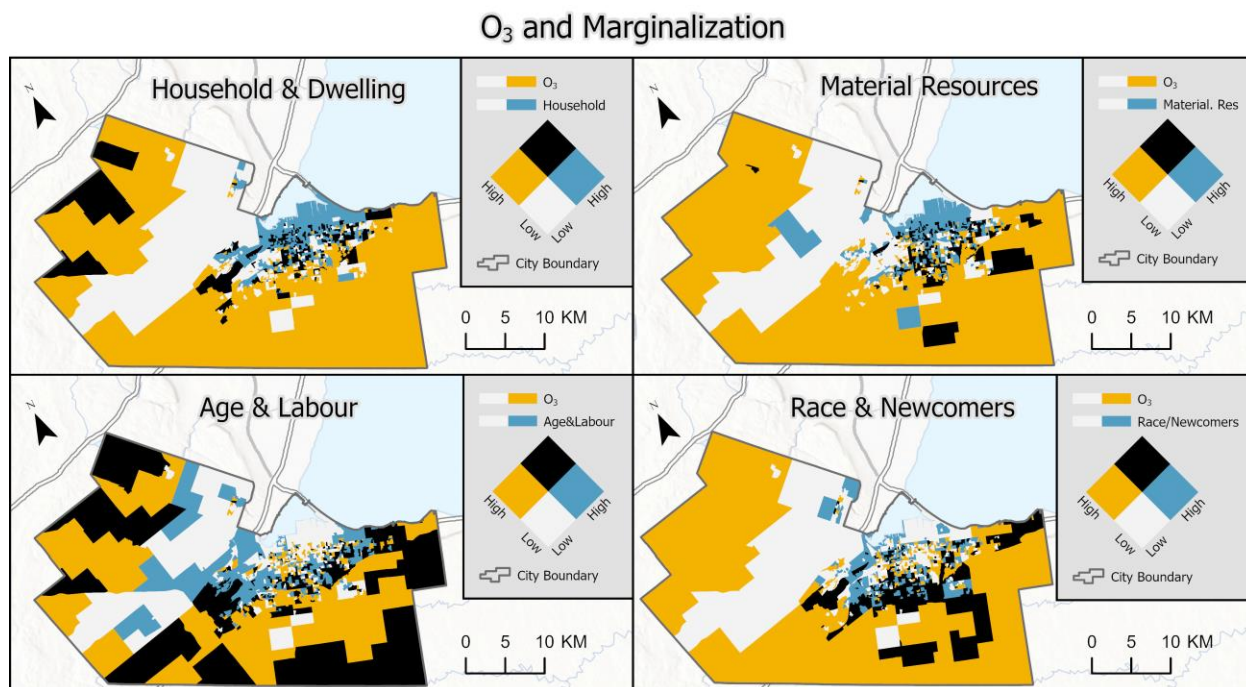 O₃ and Marginalization
Household & Dwelling
N
O₃
Household
High
Low
Low
High
City Boundary
0 5 10 KM
Material Resources
N
O₃
Material. Res
High
Low
Low
High
City Boundary
0 5 10 KM
Age & Labour
N
O₃
Age&Labour
High
Low
Low
High
City Boundary
0 5 10 KM
Race & Newcomers
N
O₃
Race/Newcomers
High
Low
Low
High
City Boundary
0 5 10 KM